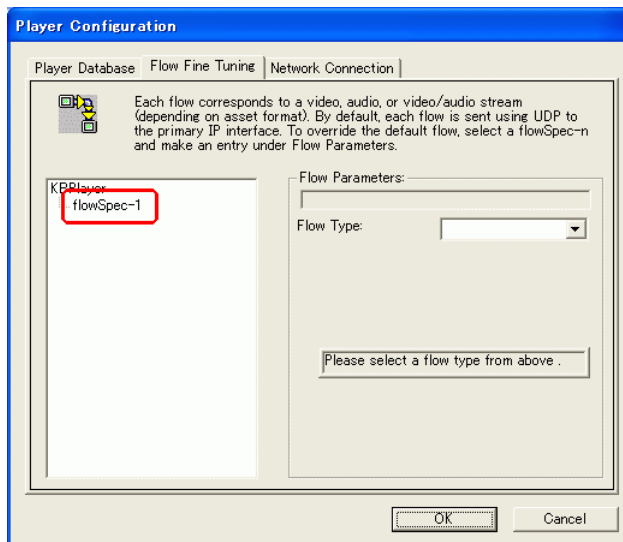 Player Configuration
Player Database
Flow Fine Tuning
Network Connection
Each flow corresponds to a video, audio, or video/audio stream
(depending on asset format). By default, each flow is sent using UDP to
the primary IP interface. To override the default flow, select a flowSpec-n
and make an entry under Flow Parameters.
KBPlayer
flowSpec-1
Flow Parameters:
Flow Type:
Please select a flow type from above .
OK
Cancel